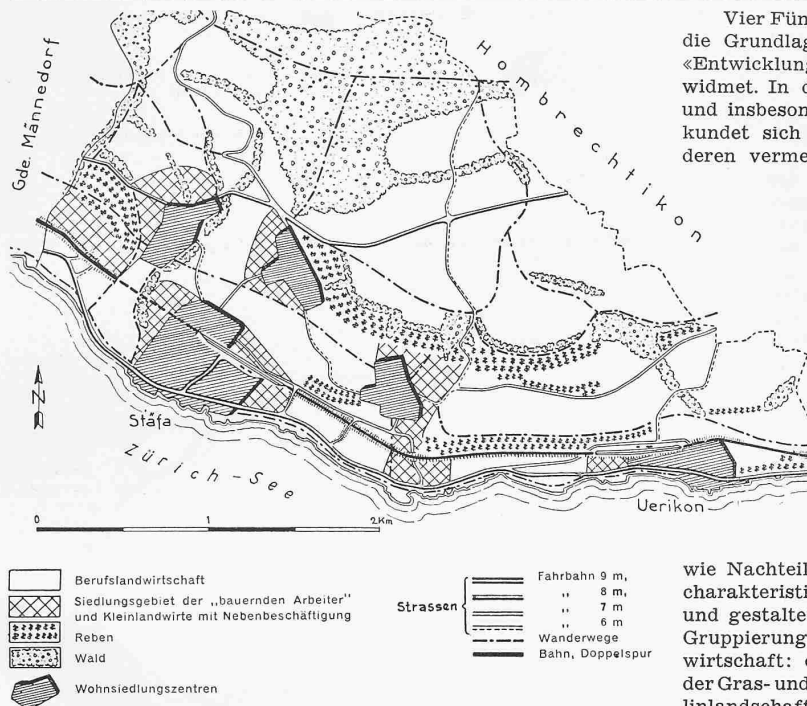 Vier Fün
die Grundlag
«Entwicklung
widmet. In d
und insbeson
kundet sich
deren verme
Hombrechtikon
Gde. Männedorf
N
Stäfa
Zürich-See
Uerikon
0 1 2Km
Berufslandwirtschaft
Siedlungsgebiet der „bauernden Arbeiter"
und Kleinlandwirte mit Nebenbeschäftigung
Reben
Wald
Wohnsiedlungszentren
Strassen
Fahrbahn 9 m,
„ 8 m,
„ 7 m
„ 6 m
Wanderwege
Bahn, Doppelspur
wie Nachteil
charakteristi
und gestalte
Gruppierung
wirtschaft: d
der Gras- und
linlandschaft